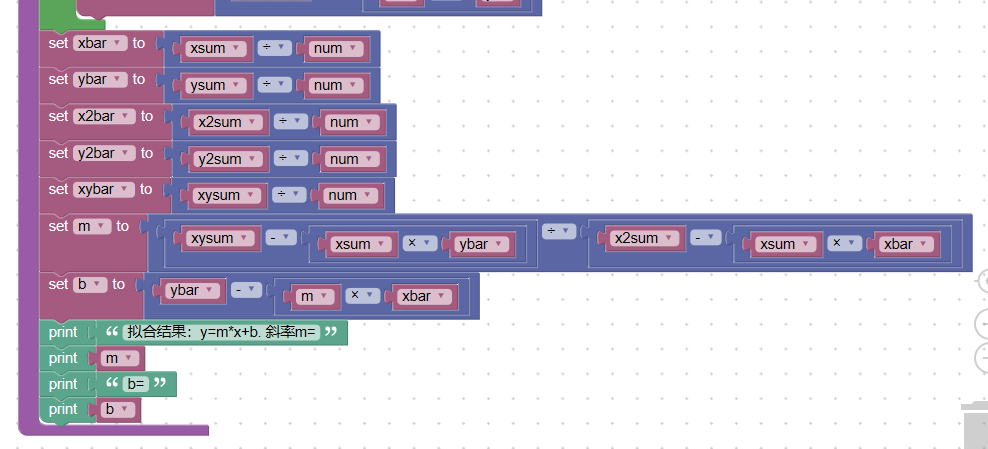 set xbar to xsum ÷ num
set ybar to ysum ÷ num
set x2bar to x2sum ÷ num
set y2bar to y2sum ÷ num
set xybar to xysum ÷ num
set m to xysum - xsum × ybar ÷ x2sum - xsum × xbar
set b to ybar - m × xbar
print “ 拟合结果：y=m*x+b. 斜率m= ”
print m
print “ b= ”
print b